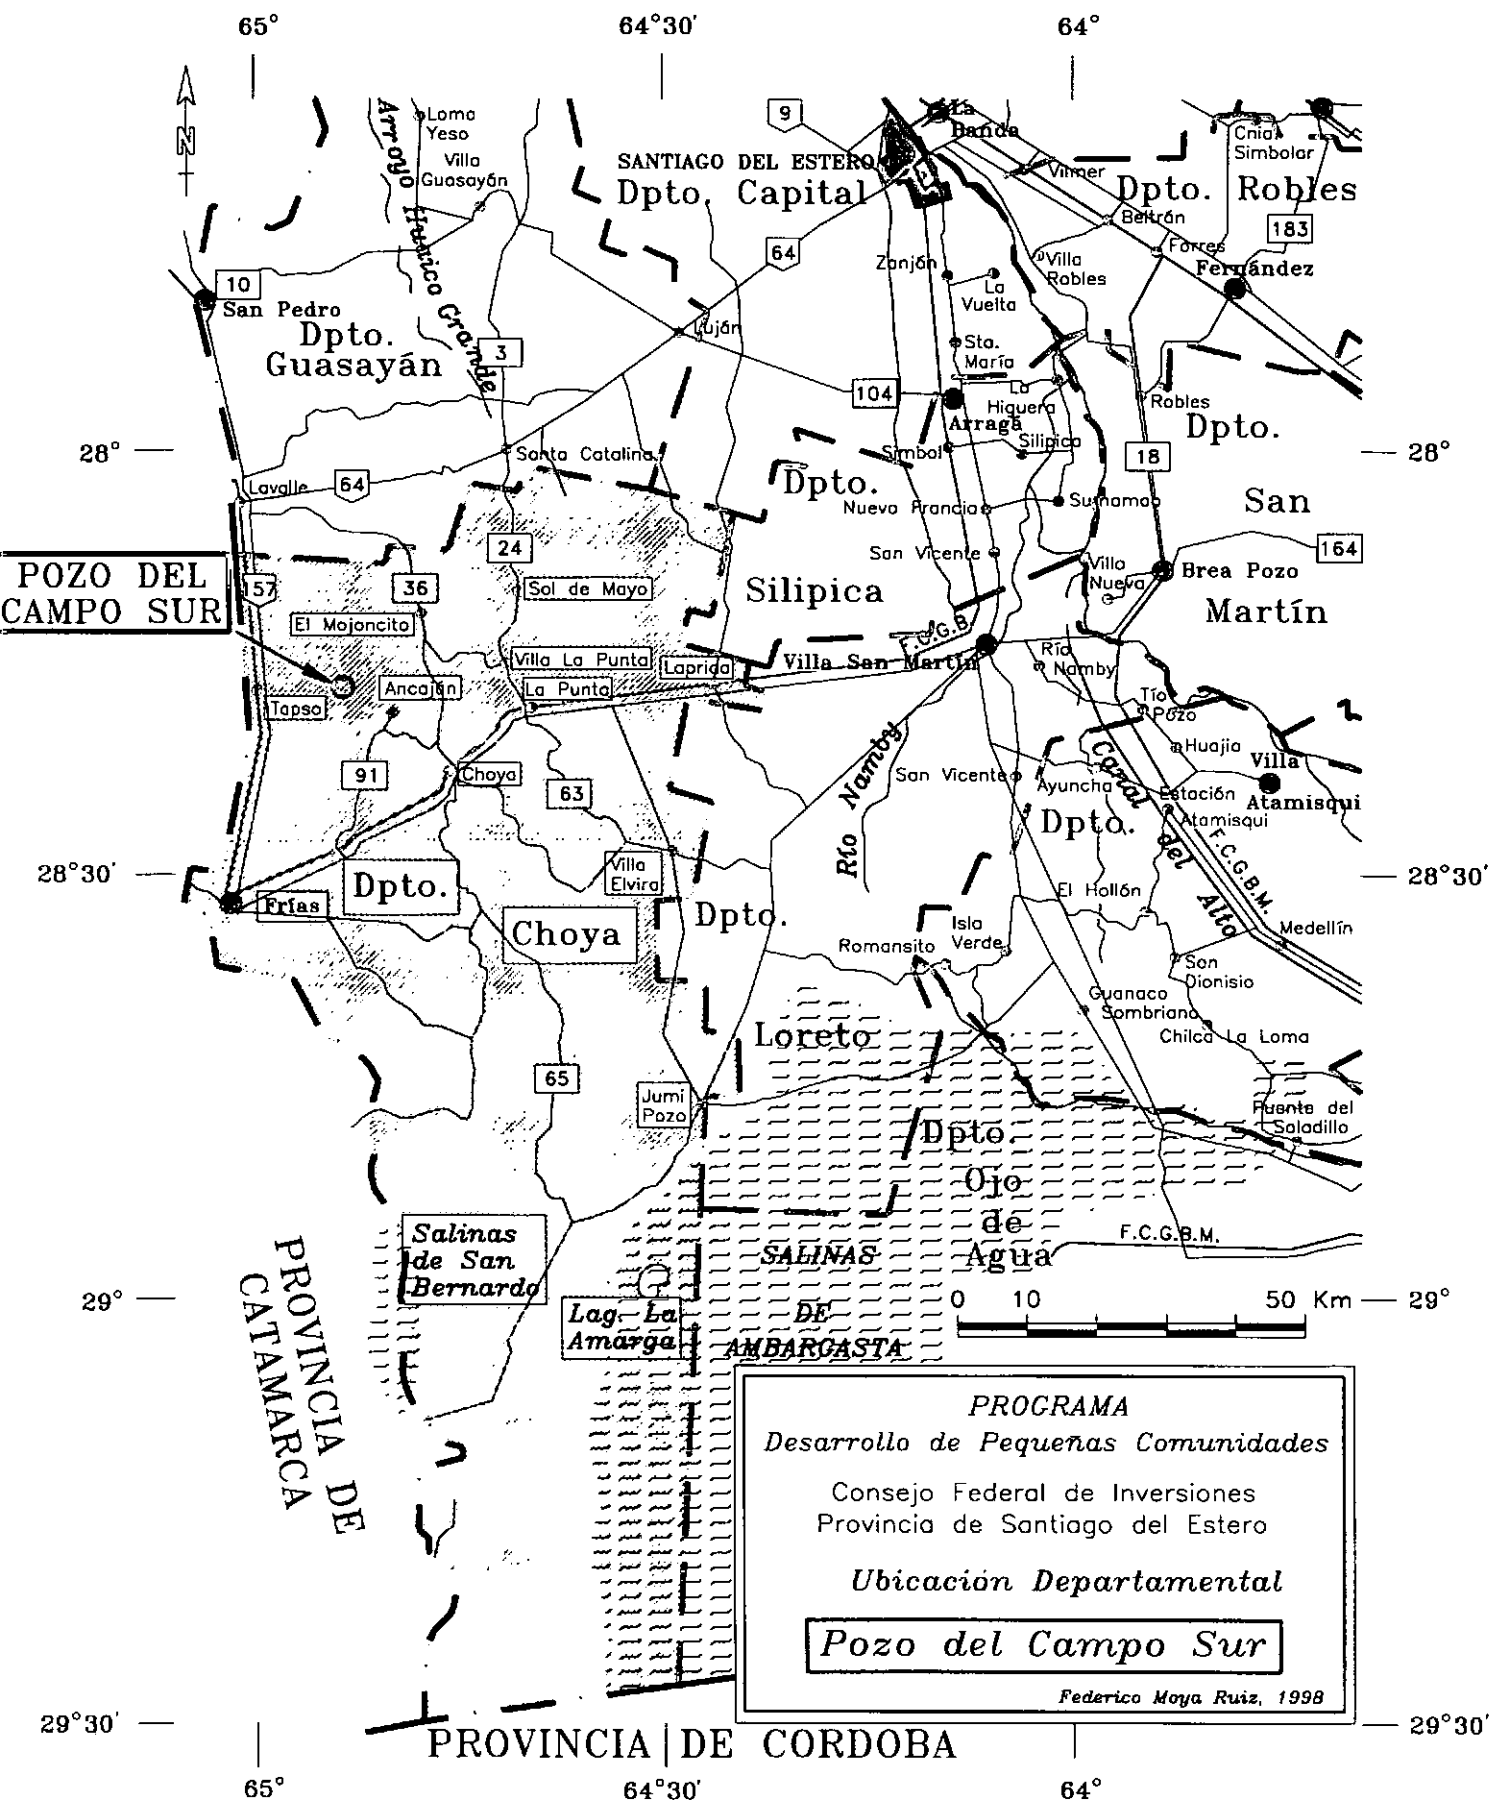 65°
64°30'
64°
N
Arroyo Huaico Grande
Loma
Yeso
Villa
Guasayán
9
La
Banda
SANTIAGO DEL ESTERO
Dpto. Capital
Vilmer
Cnia.
Simbolar
Dpto. Robles
Beltrán
183
Forres
Fernández
64
Zanjón
La
Vuelta
Villa
Robles
10
San Pedro
Dpto.
Guasayán
3
Luján
Sta.
María
104
Arraga
La
Higuera
Robles
Dpto.
28°
Santa Catalina
Simbol
Silipica
18
28°
Lavalle
64
Dpto.
Nueva Francia
Sumamao
San
24
San Vicente
Villa
Nueva
164
Brea Pozo
POZO DEL
CAMPO SUR
157
36
Sol de Mayo
Silipica
Martín
El Mojoncito
F.C.G.B.
Villa La Punta
Laprida
Villa San Martín
Río
Namby
Ancaján
La Punta
Tapso
Tío
Pozo
Huajia
Villa
Atamisqui
91
Choya
63
Río Namby
San Vicente
Ayuncha
Canal del Alto
Estación
Atamisqui
Dpto.
F.C.G.B.M.
28°30'
Villa
Elvira
28°30'
Frías
Dpto.
Choya
Dpto.
El Hollón
Isla
Verde
Romansito
Medellín
San
Dionisio
Guanaco
Sombriano
Loreto
Chilca La Loma
65
Jumi
Pozo
Fuente del
Saladillo
Dpto.
Ojo
de
Agua
Salinas
de San
Bernardo
F.C.G.B.M.
SALINAS
DE
AMBARGASTA
PROVINCIA DE
CATAMARCA
29°
Lag. La
Amarga
0 10 50 Km
29°
PROGRAMA
Desarrollo de Pequeñas Comunidades
Consejo Federal de Inversiones
Provincia de Santiago del Estero
Ubicación Departamental
Pozo del Campo Sur
Federico Moya Ruiz, 1998
29°30'
29°30'
PROVINCIA DE CORDOBA
65°
64°30'
64°